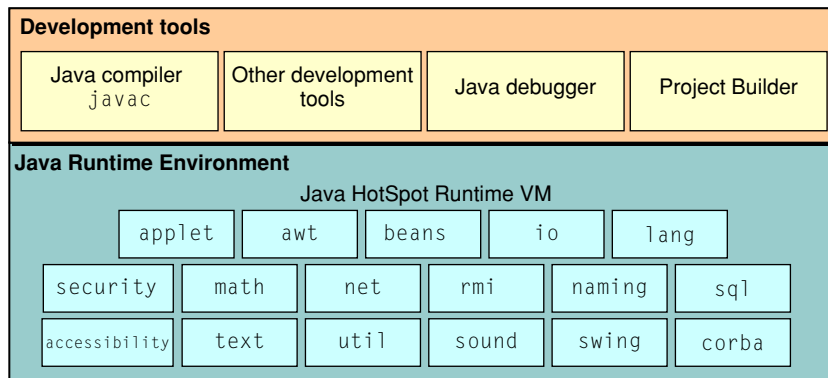 Development tools
Java compiler
javac
Other development
tools
Java debugger
Project Builder
Java Runtime Environment
Java HotSpot Runtime VM
applet
awt
beans
io
lang
security
math
net
rmi
naming
sql
accessibility
text
util
sound
swing
corba